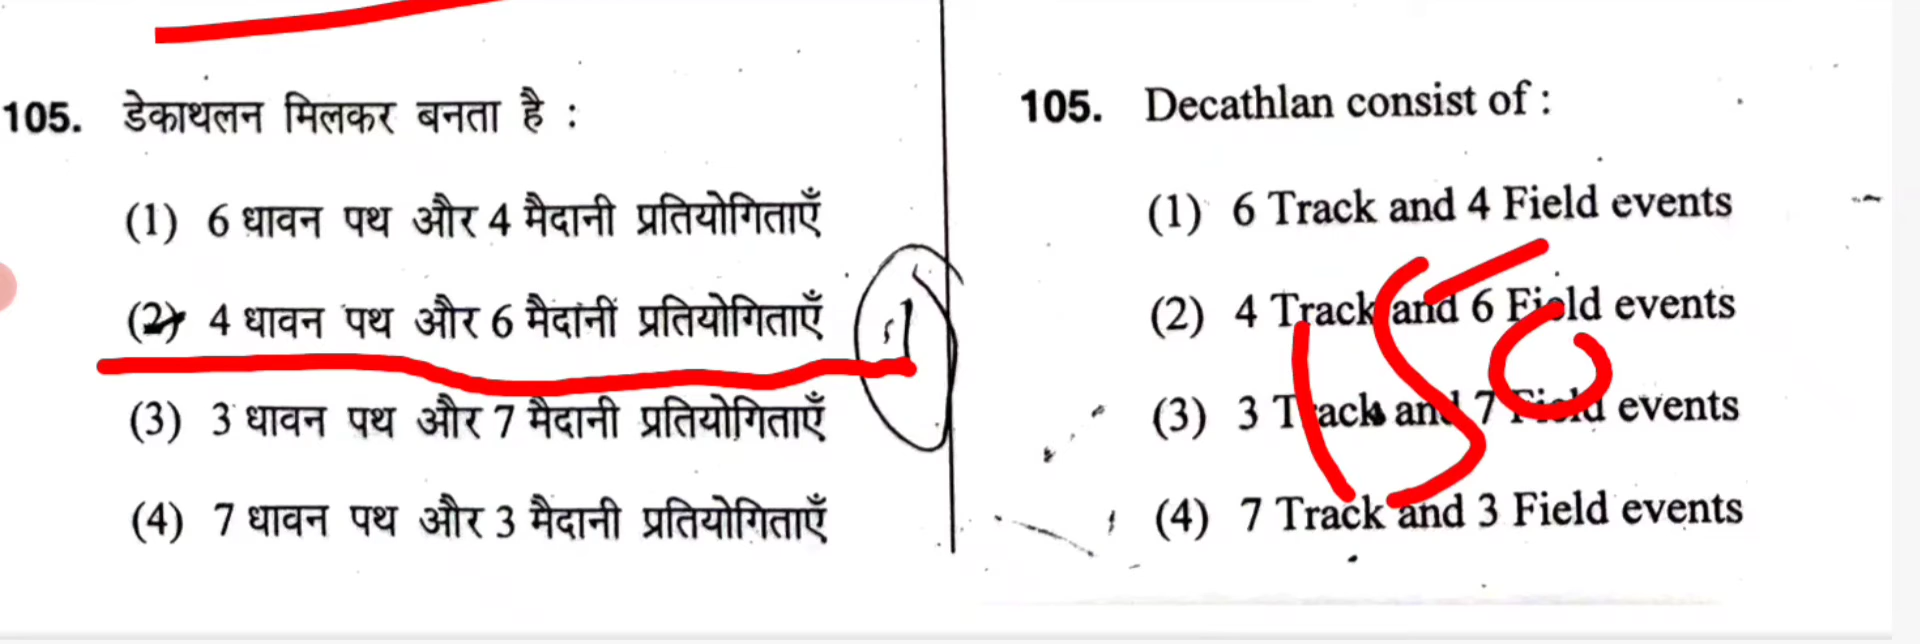 105. डेकाथलन मिलकर बनता है :
(1) 6 धावन पथ और 4 मैदानी प्रतियोगिताएँ
(2) 4 धावन पथ और 6 मैदानी प्रतियोगिताएँ
(3) 3 धावन पथ और 7 मैदानी प्रतियोगिताएँ
(4) 7 धावन पथ और 3 मैदानी प्रतियोगिताएँ
105. Decathlan consist of :
(1) 6 Track and 4 Field events
(2) 4 Track and 6 Field events
(3) 3 Track and 7 Field events
(4) 7 Track and 3 Field events
150